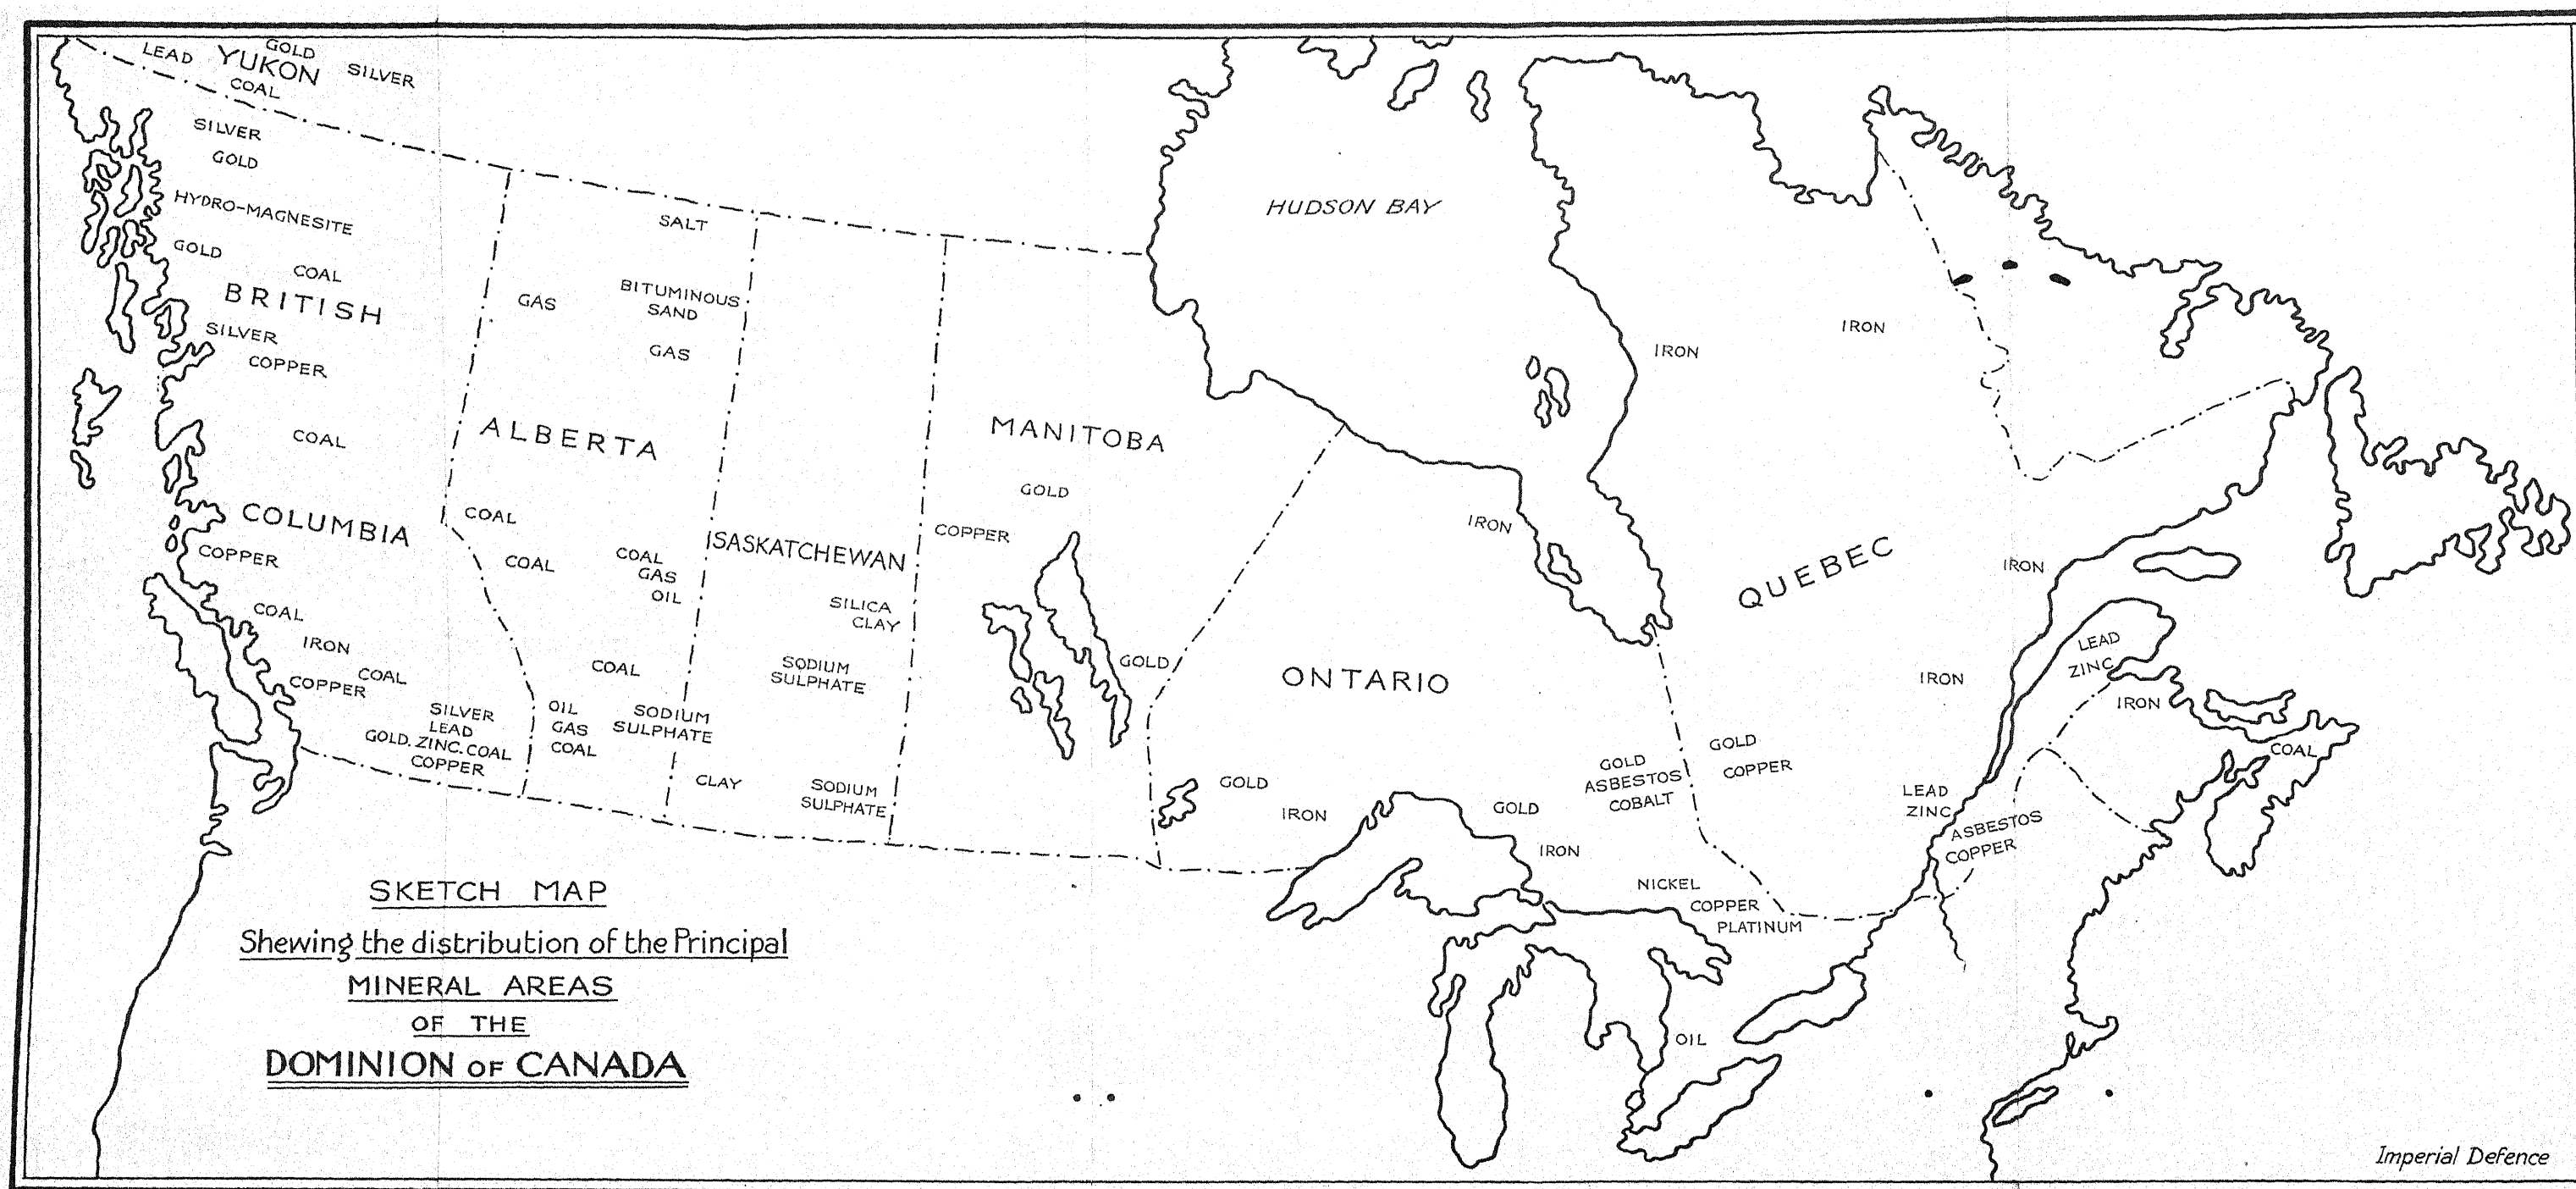 GOLD
LEAD YUKON SILVER
COAL
SILVER
GOLD
HYDRO-MAGNESITE
GOLD
COAL
BRITISH
SILVER
COPPER
COAL
COLUMBIA
COPPER
COAL
IRON
COAL
COPPER
SILVER
LEAD
GOLD. ZINC. COAL
COPPER
SALT
GAS
BITUMINOUS
SAND
GAS
ALBERTA
COAL
COAL
COAL
GAS
OIL
COAL
OIL
GAS
COAL
SODIUM
SULPHATE
SASKATCHEWAN
SILICA
CLAY
SODIUM
SULPHATE
CLAY
SODIUM
SULPHATE
MANITOBA
GOLD
COPPER
GOLD
HUDSON BAY
IRON
ONTARIO
GOLD
IRON
GOLD
IRON
GOLD
ASBESTOS
COBALT
NICKEL
COPPER
PLATINUM
OIL
IRON
IRON
QUEBEC
IRON
IRON
GOLD
COPPER
LEAD
ZINC
ASBESTOS
COPPER
LEAD
ZINC
IRON
COAL
SKETCH MAP
Shewing the distribution of the Principal
MINERAL AREAS
OF THE
DOMINION OF CANADA
Imperial Defence